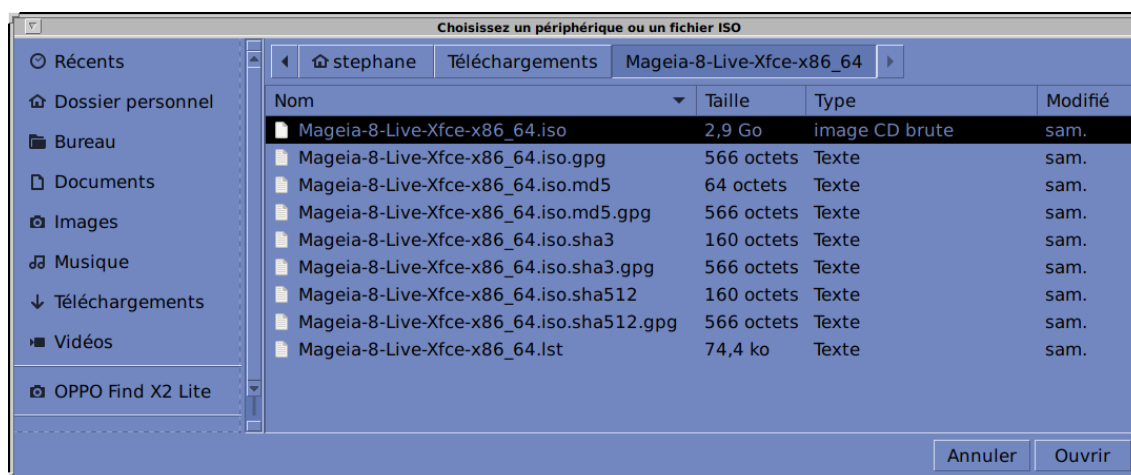 Choisissez un périphérique ou un fichier ISO
Récents
Dossier personnel
Bureau
Documents
Images
Musique
Téléchargements
Vidéos
OPPO Find X2 Lite
stephane Téléchargements Mageia-8-Live-Xfce-x86_64
Nom Taille Type Modifié
Mageia-8-Live-Xfce-x86_64.iso 2,9 Go image CD brute sam.
Mageia-8-Live-Xfce-x86_64.iso.gpg 566 octets Texte sam.
Mageia-8-Live-Xfce-x86_64.iso.md5 64 octets Texte sam.
Mageia-8-Live-Xfce-x86_64.iso.md5.gpg 566 octets Texte sam.
Mageia-8-Live-Xfce-x86_64.iso.sha3 160 octets Texte sam.
Mageia-8-Live-Xfce-x86_64.iso.sha3.gpg 566 octets Texte sam.
Mageia-8-Live-Xfce-x86_64.iso.sha512 160 octets Texte sam.
Mageia-8-Live-Xfce-x86_64.iso.sha512.gpg 566 octets Texte sam.
Mageia-8-Live-Xfce-x86_64.lst 74,4 ko Texte sam.
Annuler Ouvrir